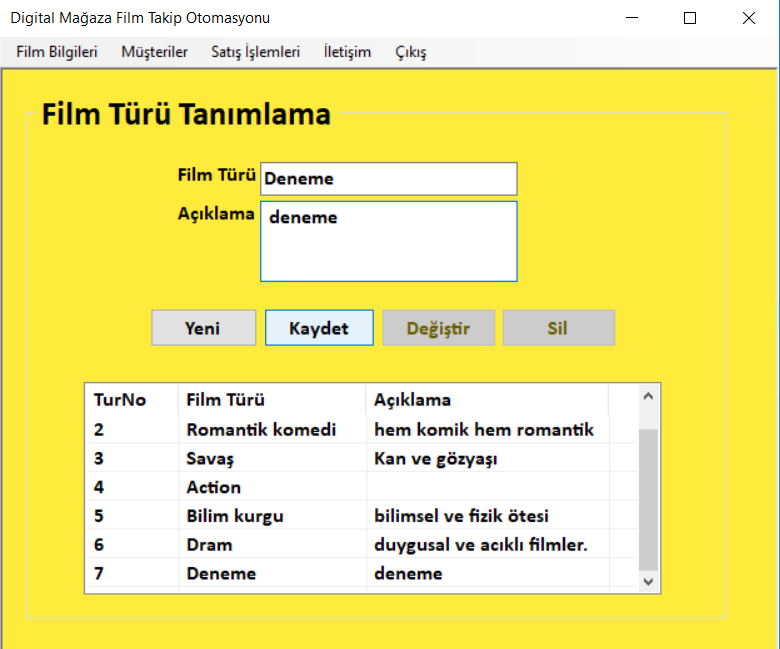 Digital Mağaza Film Takip Otomasyonu
Film Bilgileri Müşteriler Satış İşlemleri İletişim Çıkış
Film Türü Tanımlama
Film Türü Deneme
Açıklama deneme
Yeni Kaydet Değiştir Sil
TurNo Film Türü Açıklama
2 Romantik komedi hem komik hem romantik
3 Savaş Kan ve gözyaşı
4 Action
5 Bilim kurgu bilimsel ve fizik ötesi
6 Dram duygusal ve acıklı filmler.
7 Deneme deneme